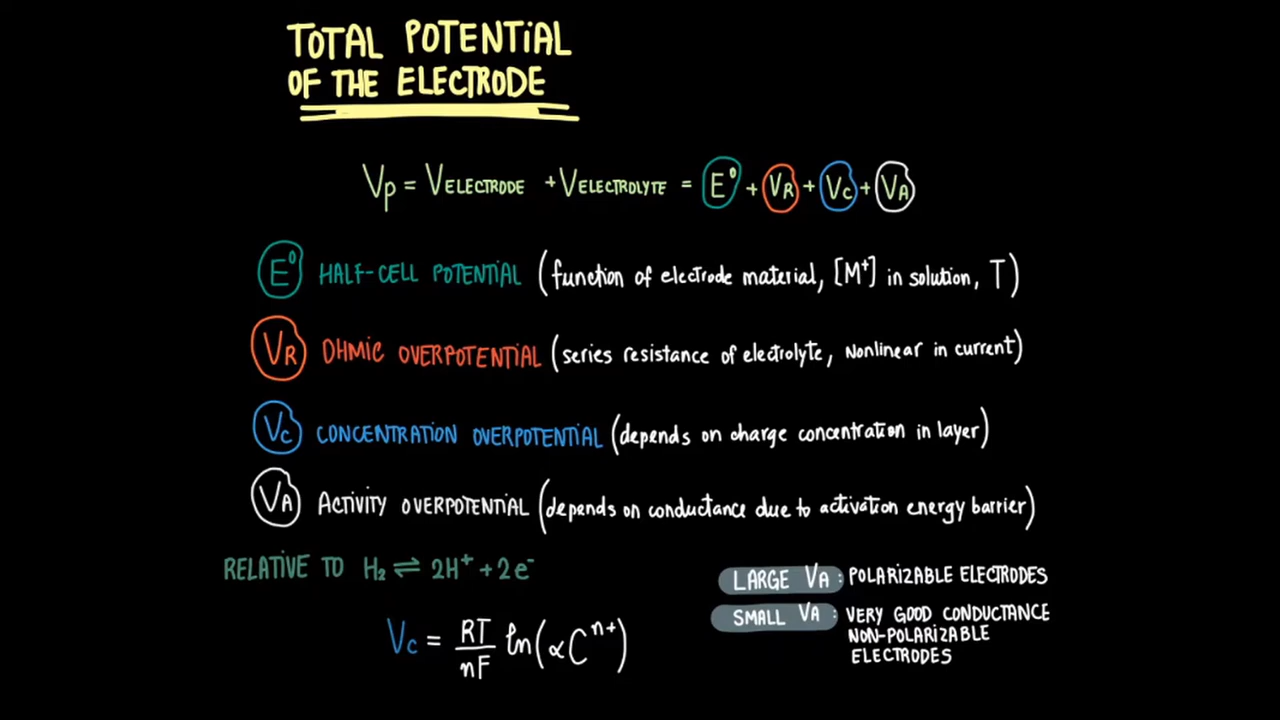 TOTAL POTENTIAL
OF THE ELECTRODE
Vp = VELECTRODE + VELECTROLYTE = E⁰ + VR + VC + VA
E⁰ HALF-CELL POTENTIAL (function of electrode material, [M⁺] in solution, T)
VR OHMIC OVERPOTENTIAL (series resistance of electrolyte, Nonlinear in current)
VC CONCENTRATION OVERPOTENTIAL (depends on charge concentration in layer)
VA ACTIVITY OVERPOTENTIAL (depends on conductance due to activation energy barrier)
RELATIVE TO H₂ ⇌ 2H⁺ + 2e⁻
Vc = RT/nF ln(∝C^n+)
LARGE VA : POLARIZABLE ELECTRODES
SMALL VA : VERY GOOD CONDUCTANCE
NON-POLARIZABLE
ELECTRODES